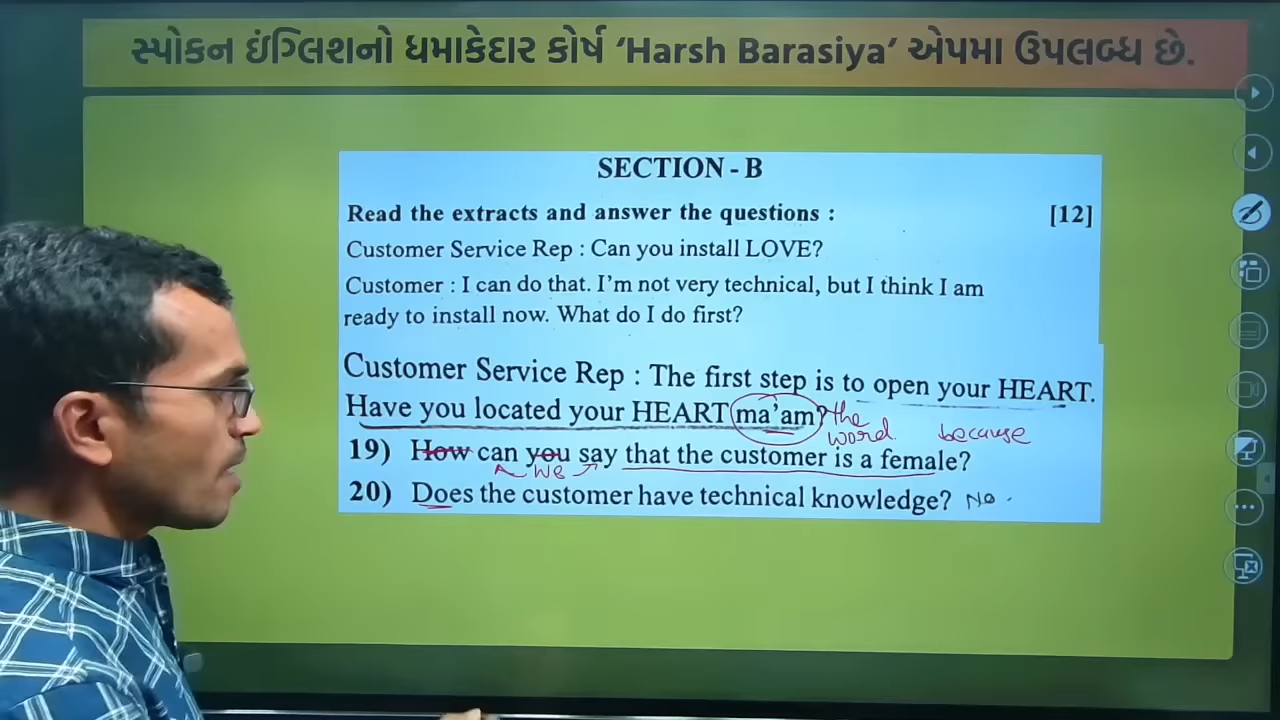 સ્પોકન ઇંગ્લિશનો ધમાકેદાર કોર્ષ ‘Harsh Barasiya’ એપમા ઉપલબ્ધ છે.
SECTION - B
Read the extracts and answer the questions : [12]
Customer Service Rep : Can you install LOVE?
Customer : I can do that. I'm not very technical, but I think I am
ready to install now. What do I do first?
Customer Service Rep : The first step is to open your HEART.
Have you located your HEART ma'am? the
word because
19) How can you say that the customer is a female?
we
20) Does the customer have technical knowledge? No.